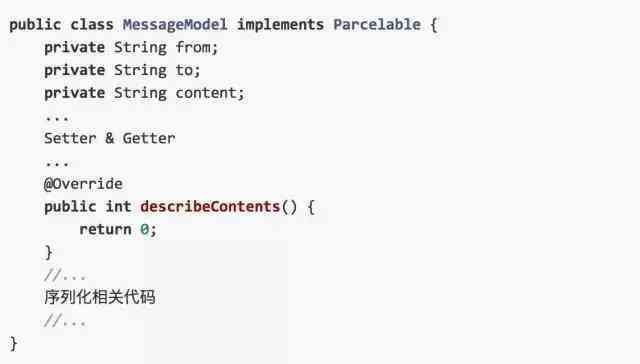 public class MessageModel implements Parcelable {
    private String from;
    private String to;
    private String content;
    ...
    Setter & Getter
    ...
    @Override
    public int describeContents() {
        return 0;
    }
    //...
    序列化相关代码
    //...
}